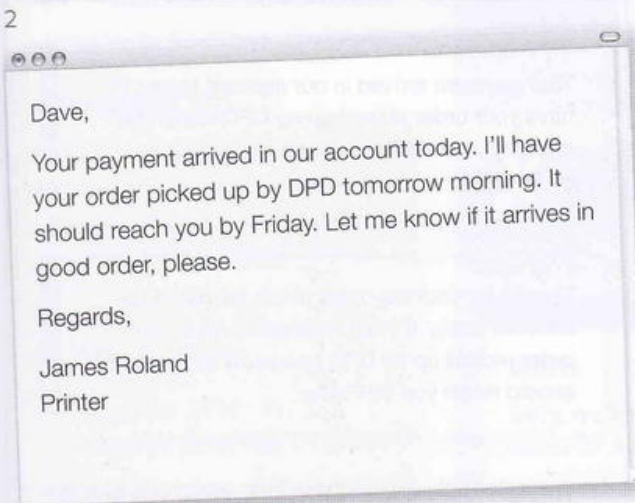 2
Dave,
Your payment arrived in our account today. I'll have
your order picked up by DPD tomorrow morning. It
should reach you by Friday. Let me know if it arrives in
good order, please.
Regards,
James Roland
Printer